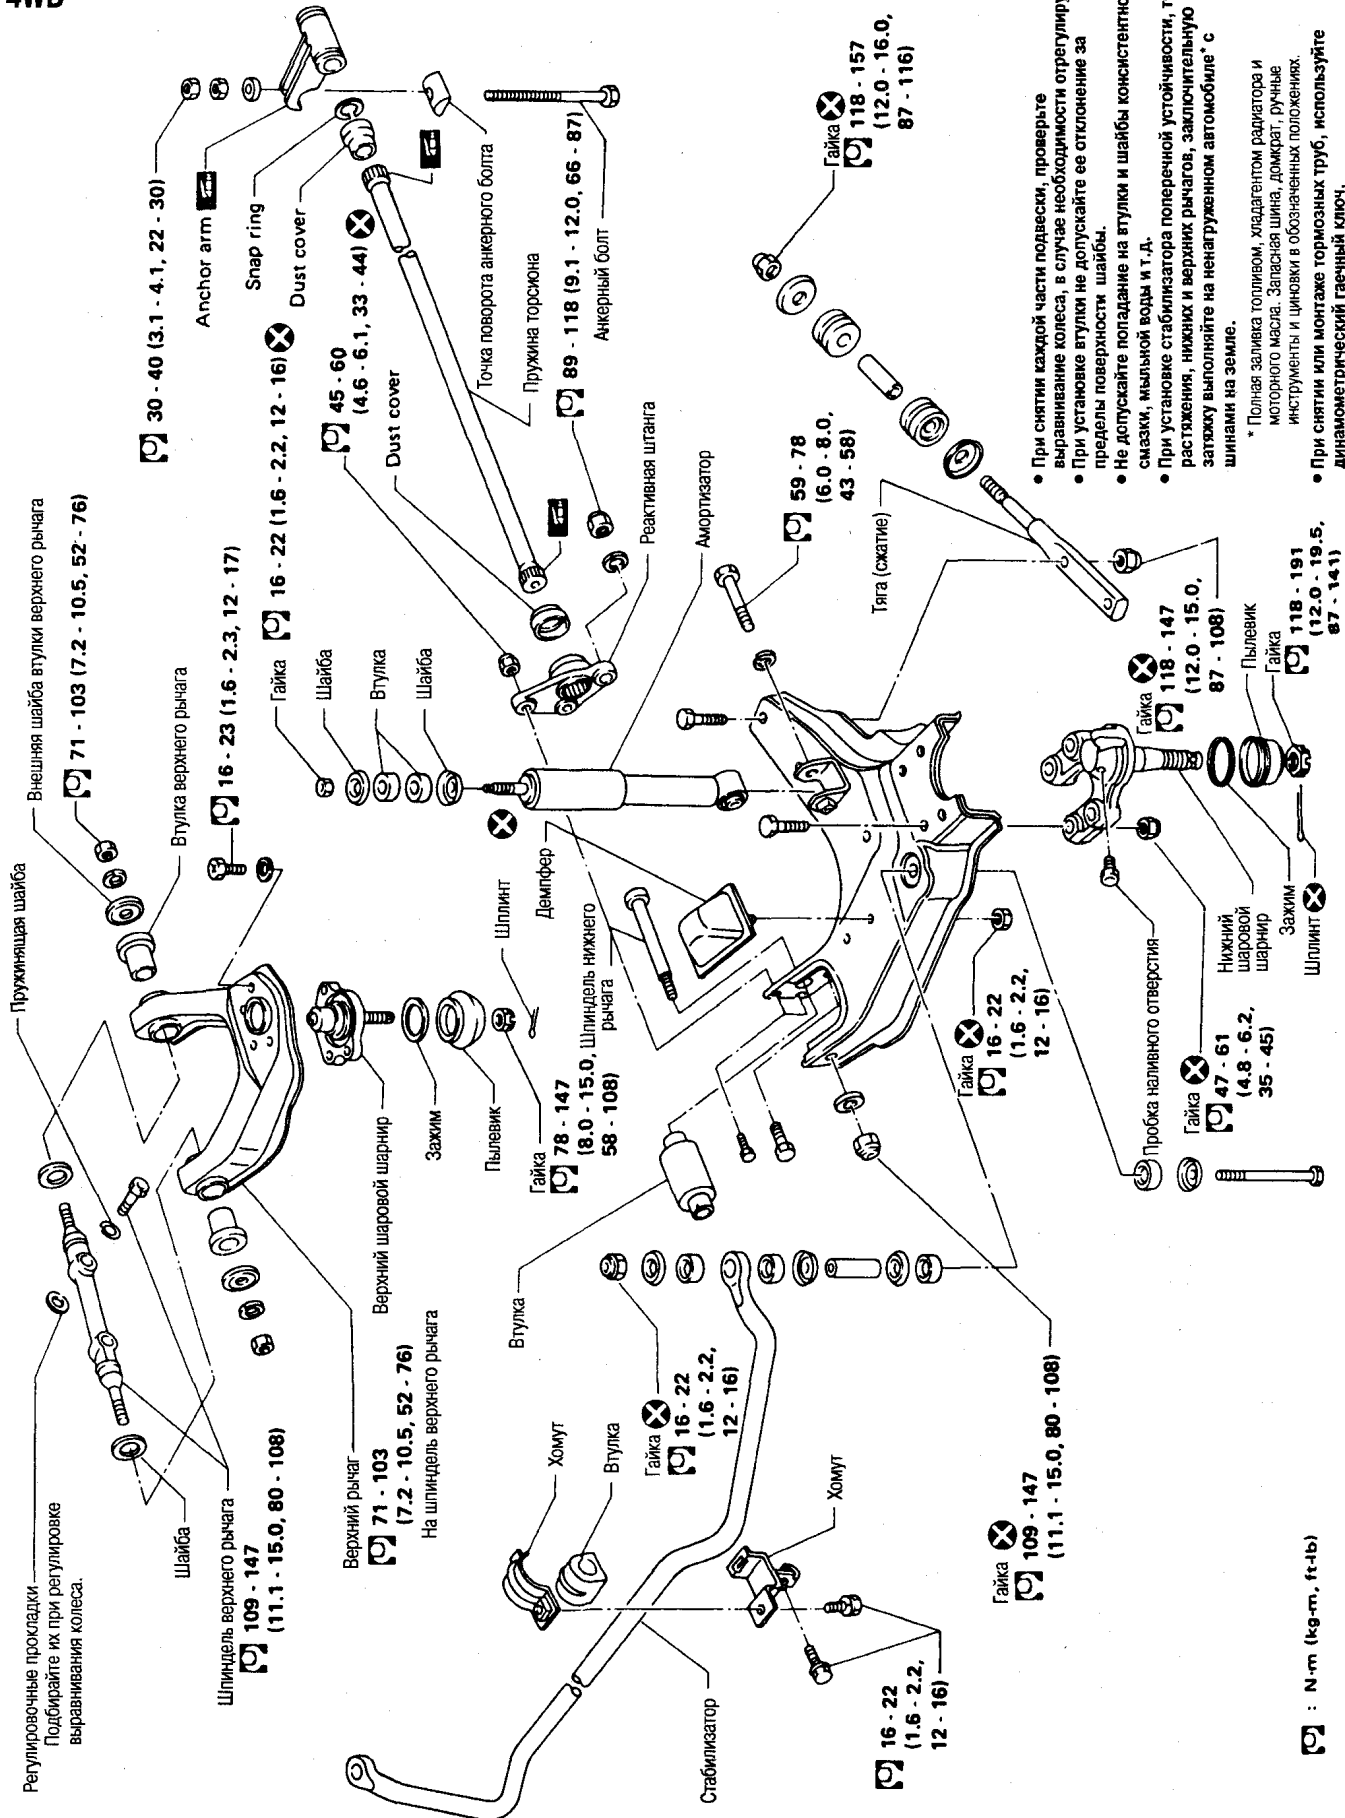 4WD
Регулировочные прокладки
Подбирайте их при регулировке
выравнивания колеса.
Шайба
Шпиндель верхнего рычага
109 - 147
(11.1 - 15.0, 80 - 108)
Пружинящая шайба
Внешняя шайба втулки верхнего рычага
71 - 103 (7.2 - 10.5, 52 - 76)
Втулка верхнего рычага
16 - 23 (1.6 - 2.3, 12 - 17)
Верхний рычаг
71 - 103
(7.2 - 10.5, 52 - 76)
На шпиндель верхнего рычага
Верхний шаровой шарнир
Зажим
Пылевик
Гайка
78 - 147
(8.0 - 15.0,
58 - 108)
Шплинт
Шпиндель нижнего
рычага
Демпфер
Гайка
Шайба
Втулка
Шайба
30 - 40 (3.1 - 4.1, 22 - 30)
Anchor arm
Snap ring
Dust cover
16 - 22 (1.6 - 2.2, 12 - 16)
45 - 60
(4.6 - 6.1, 33 - 44)
Dust cover
Точка поворота анкерного болта
Пружина торсиона
89 - 118 (9.1 - 12.0, 66 - 87)
Анкерный болт
Реактивная штанга
Амортизатор
59 - 78
(6.0 - 8.0,
43 - 58)
Тяга (сжатие)
Гайка
118 - 157
(12.0 - 16.0,
87 - 116)
Гайка
118 - 147
(12.0 - 15.0,
87 - 108)
Пылевик
Гайка
118 - 191
(12.0 - 19.5,
87 - 141)
Нижний
шаровой
шарнир
Зажим
Шплинт
Гайка
16 - 22
(1.6 - 2.2,
12 - 16)
Пробка наливного отверстия
Гайка
47 - 61
(4.8 - 6.2,
35 - 45)
Втулка
Гайка
16 - 22
(1.6 - 2.2,
12 - 16)
Хомут
Втулка
Хомут
Гайка
109 - 147
(11.1 - 15.0, 80 - 108)
Стабилизатор
16 - 22
(1.6 - 2.2,
12 - 16)
: N·m (kg-m, ft-lb)
• При снятии каждой части подвески, проверьте
выравнивание колеса, в случае необходимости
• При установке втулки не допускайте ее отклонение за
пределы поверхности шайбы.
• Не допускайте попадание на втулки и шайбы
смазки, мыльной воды и т.д.
• При установке стабилизатора поперечной устойчивости,
растяжения, нижних и верхних рычагов, заключительную
затяжку выполняйте на ненагруженном автомобиле* с
шинами на земле.
* Полная заливка топливом, хладагентом радиатора и
моторного масла. Запасная шина, домкрат, ручные
инструменты и циновки в обозначенных положениях.
• При снятии или монтаже тормозных труб, используйте
динамометрический гаечный ключ.